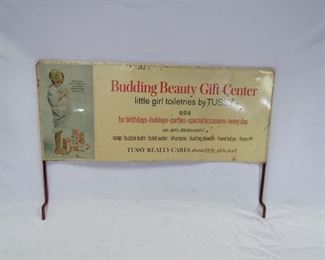 Budding Beauty Gift Center
little girl toiletries by TUSSY
for birthdays-holidays-parties-special occasions-every day
soap bubble bath toilet water shampoo dusting powder hand lotion from
TUSSY REALLY CARES about little girls, too!